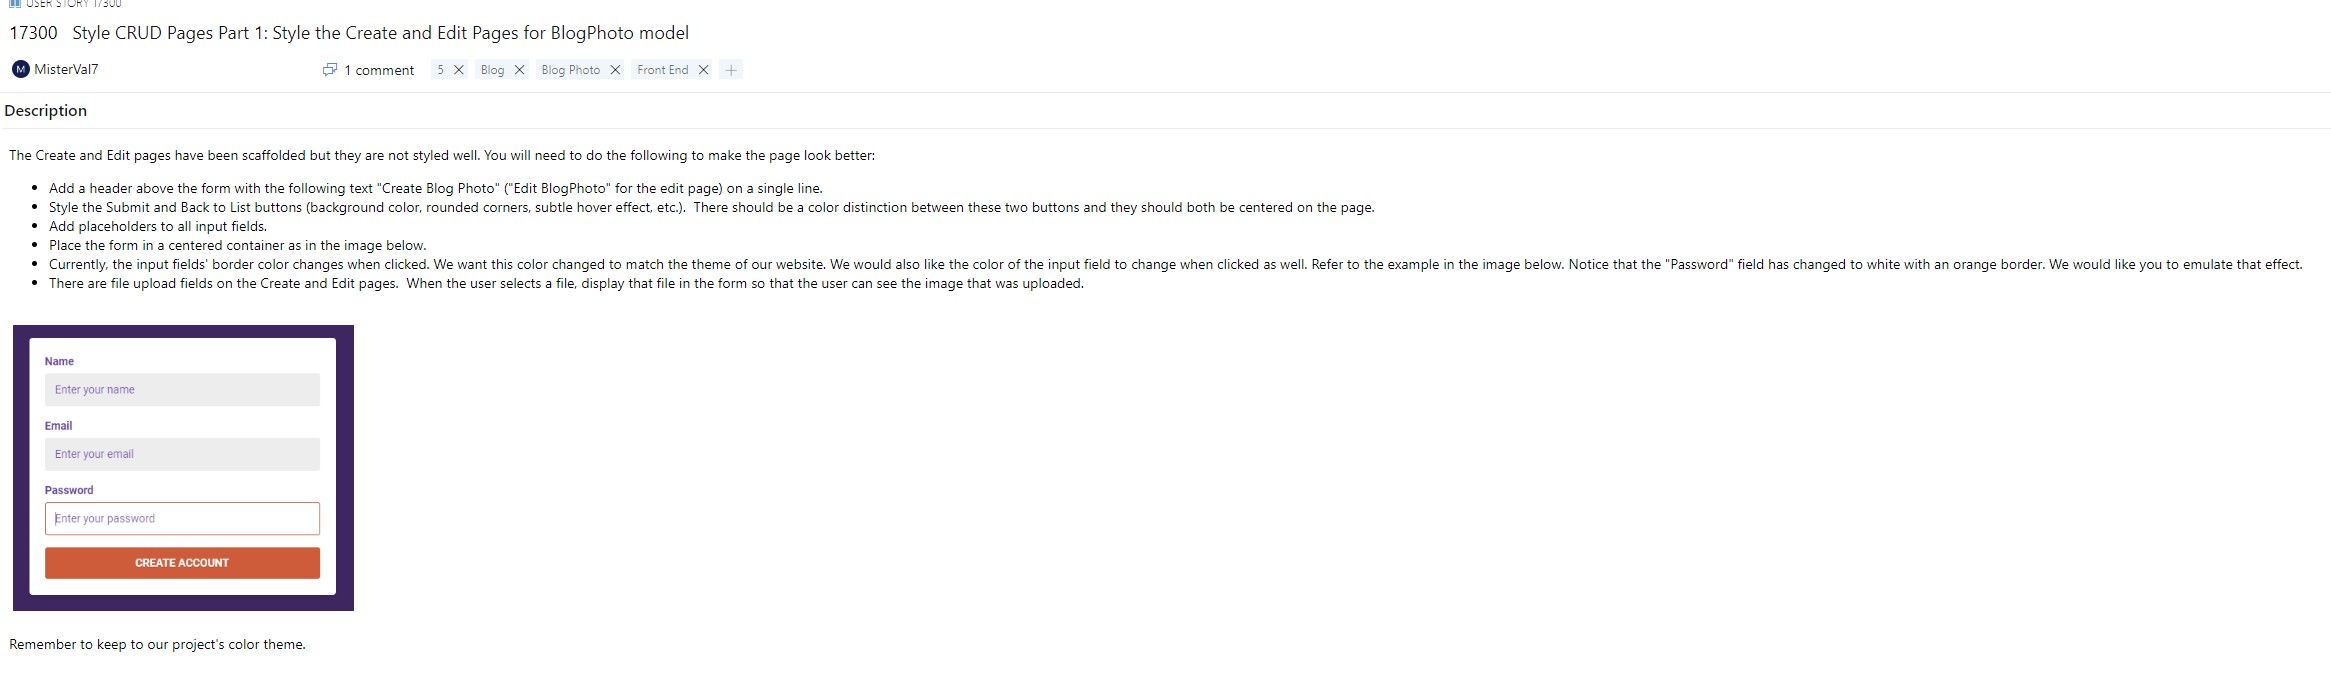 USER STORY 17300
17300 Style CRUD Pages Part 1: Style the Create and Edit Pages for BlogPhoto model
M MisterVal7 1 comment 5 Blog Blog Photo Front End
Description
The Create and Edit pages have been scaffolded but they are not styled well. You will need to do the following to make the page look better:
• Add a header above the form with the following text "Create Blog Photo" ("Edit BlogPhoto" for the edit page) on a single line.
• Style the Submit and Back to List buttons (background color, rounded corners, subtle hover effect, etc.). There should be a color distinction between these two buttons and they should both be centered on the page.
• Add placeholders to all input fields.
• Place the form in a centered container as in the image below.
• Currently, the input fields' border color changes when clicked. We want this color changed to match the theme of our website. We would also like the color of the input field to change when clicked as well. Refer to the example in the image below. Notice that the "Password" field has changed to white with an orange border. We would like you to emulate that effect.
• There are file upload fields on the Create and Edit pages. When the user selects a file, display that file in the form so that the user can see the image that was uploaded.
Name
Enter your name
Email
Enter your email
Password
Enter your password
CREATE ACCOUNT
Remember to keep to our project's color theme.